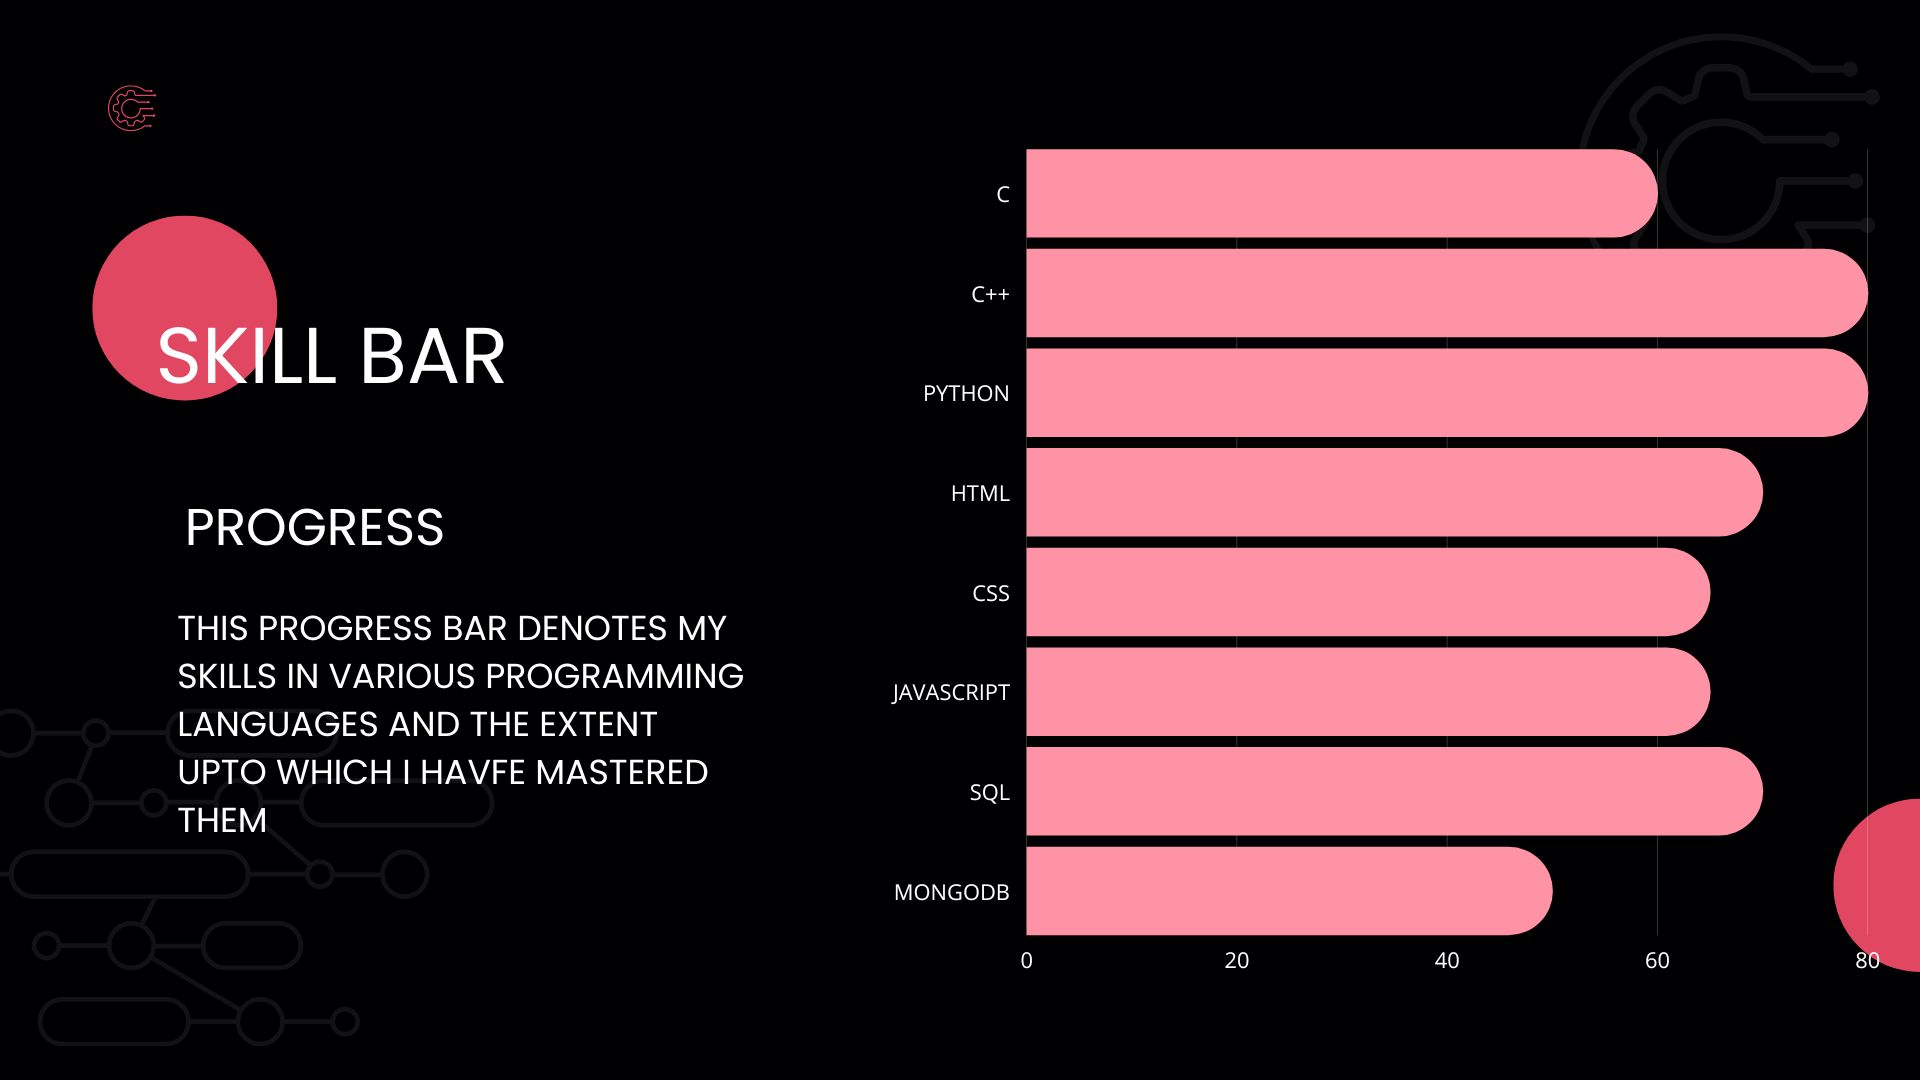 SKILL BAR
PROGRESS
THIS PROGRESS BAR DENOTES MY
SKILLS IN VARIOUS PROGRAMMING
LANGUAGES AND THE EXTENT
UPTO WHICH I HAVFE MASTERED
THEM
C
C++
PYTHON
HTML
CSS
JAVASCRIPT
SQL
MONGODB
0 20 40 60 80